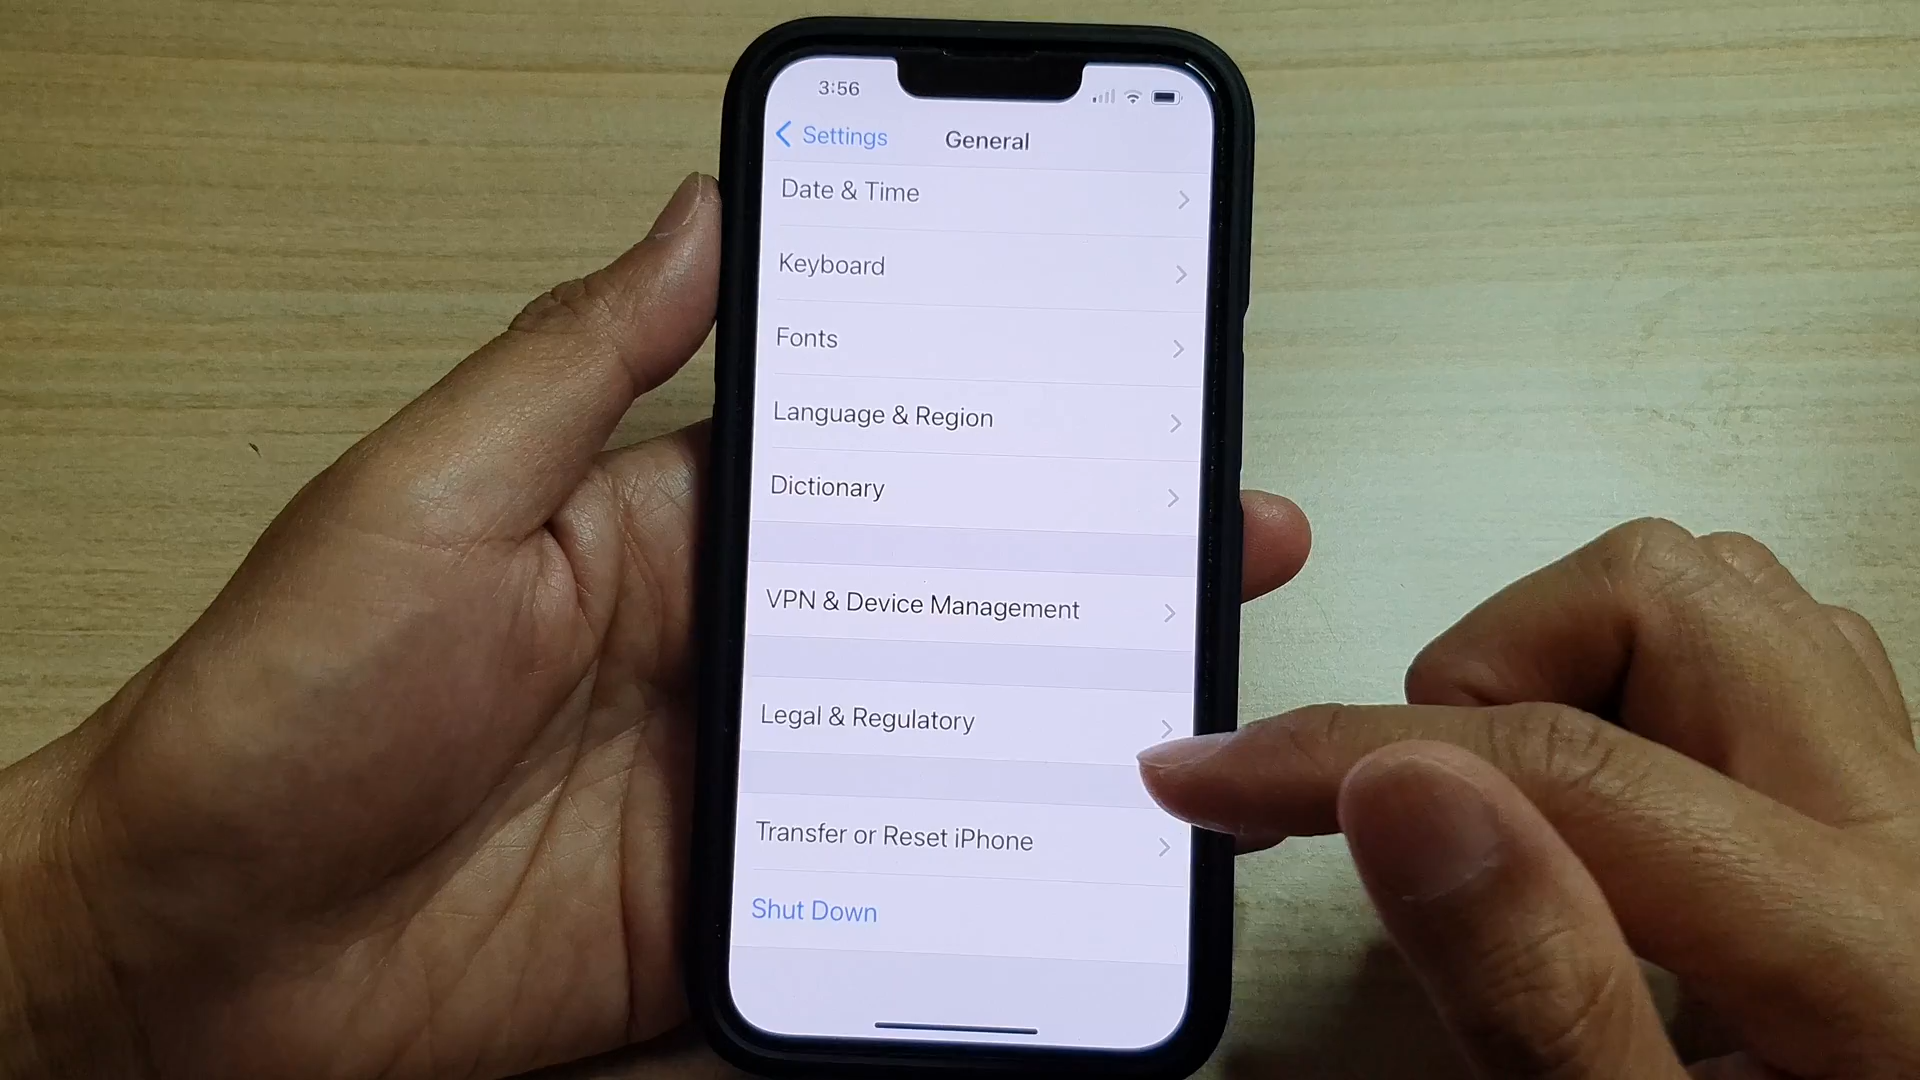 3:56
Settings
General
Date & Time
Keyboard
Fonts
Language & Region
Dictionary
VPN & Device Management
Legal & Regulatory
Transfer or Reset iPhone
Shut Down